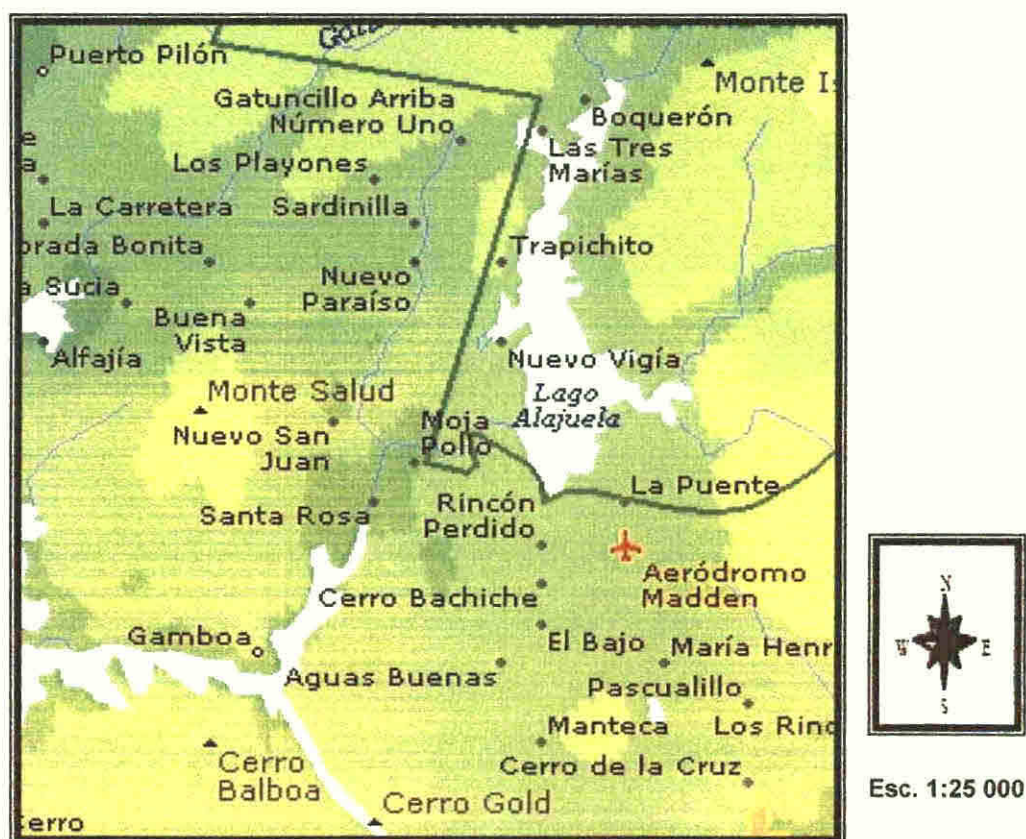 Puerto Pilón
Monte Is
Gatuncillo Arriba
Número Uno
Boquerón
Las Tres
Marías
Los Playones
La Carretera
Sardinilla
orada Bonita
Trapichito
Nuevo
Paraíso
a Sucia
Buena
Vista
Alfajía
Nuevo Vigía
Lago
Alajuela
Monte Salud
Moja
Pollo
Nuevo San
Juan
La Puente
Santa Rosa
Rincón
Perdido
Aeródromo
Madden
Cerro Bachiche
Gamboa
El Bajo
María Henr
Aguas Buenas
Pascualillo
Manteca
Los Rinc
Cerro
Balboa
Cerro de la Cruz
Cerro Gold
Cerro
N
W E
S
Esc. 1:25 000